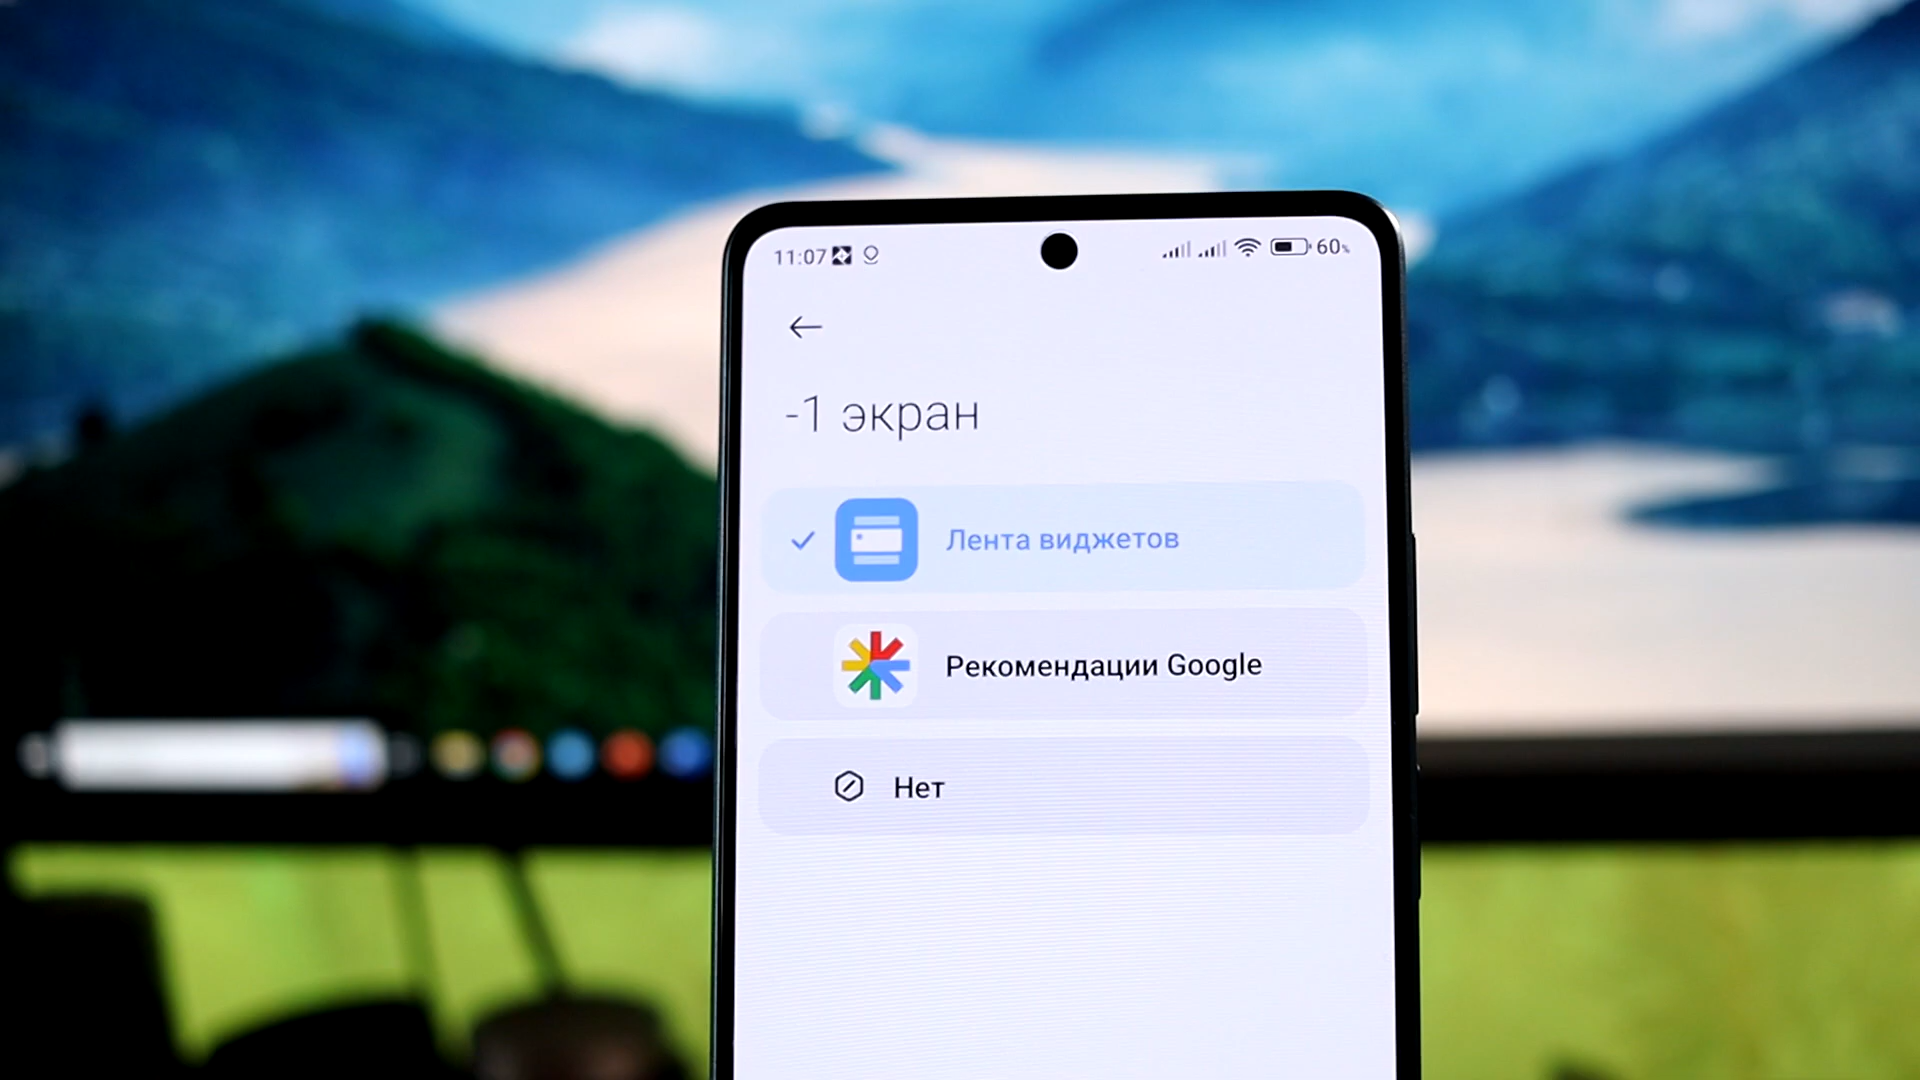 11:07 60%
-1 экран
Лента виджетов
Рекомендации Google
Нет